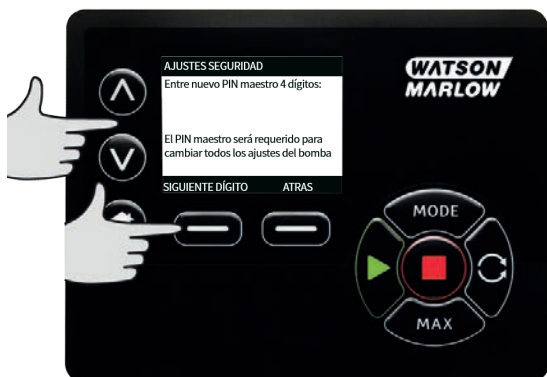 AJUSTES SEGURIDAD
Entre nuevo PIN maestro 4 dígitos:
El PIN maestro será requerido para
cambiar todos los ajustes del bomba
SIGUIENTE DÍGITO ATRAS
WATSON
MARLOW
MODE
MAX